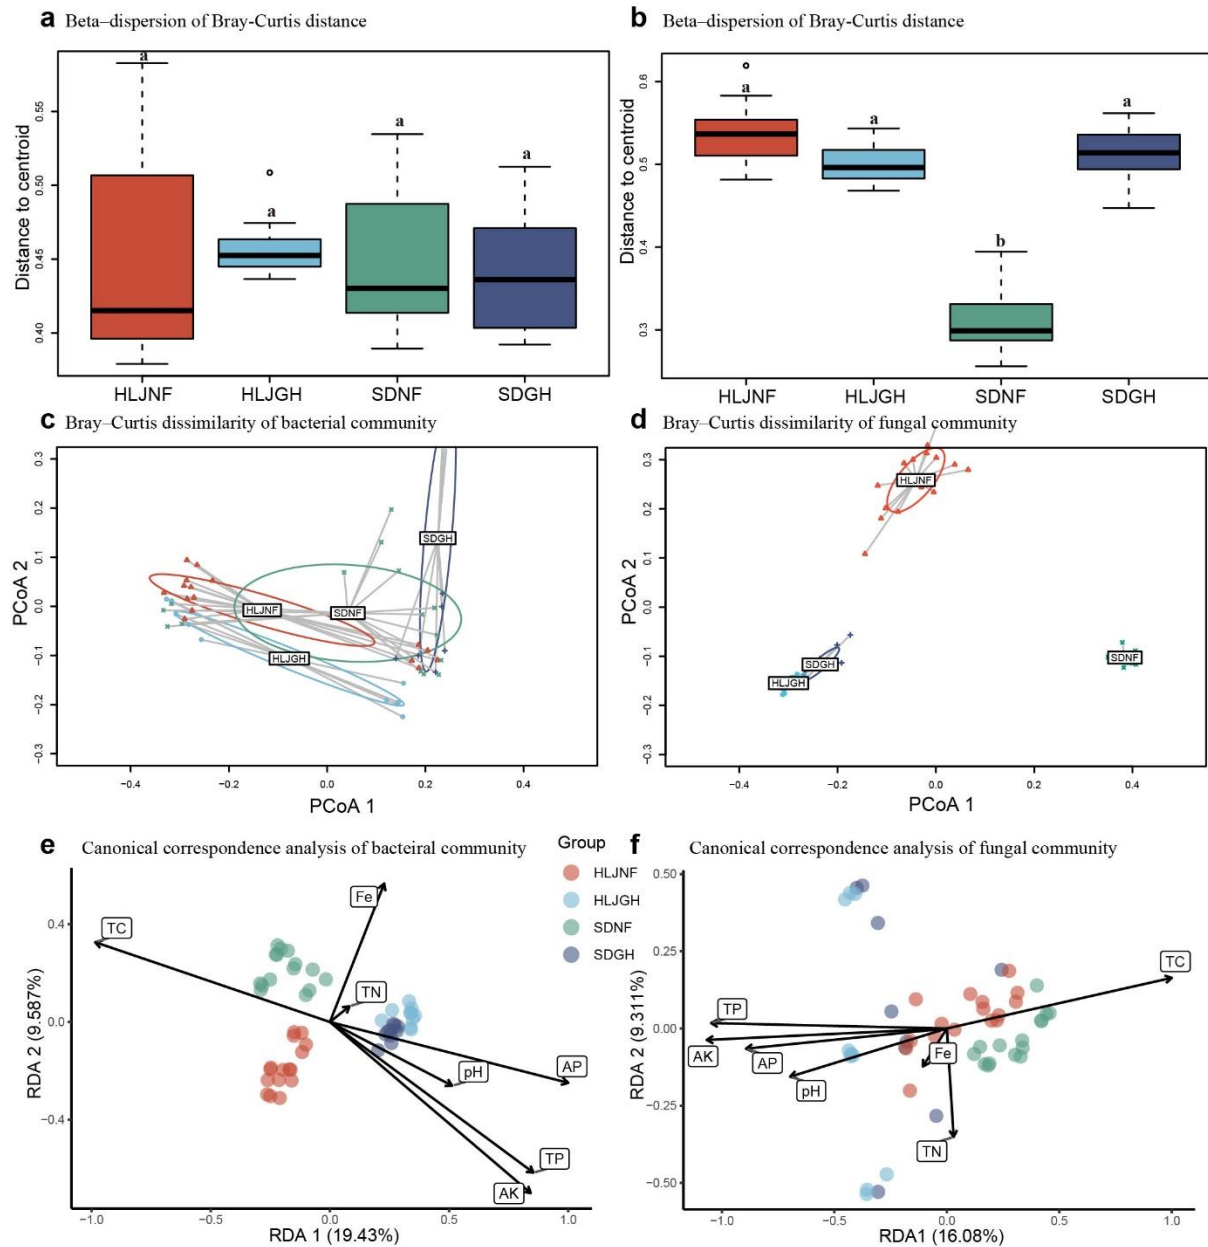 a Beta–dispersion of Bray-Curtis distance
Distance to centroid
0.55
0.50
0.45
0.40
a
a
a
a
HLJNF HLJGH SDNF SDGH
b Beta–dispersion of Bray-Curtis distance
Distance to centroid
0.6
0.5
0.4
0.3
a
a
b
a
HLJNF HLJGH SDNF SDGH
c Bray–Curtis dissimilarity of bacterial community
PCoA 2
0.3
0.2
0.1
0.0
−0.1
−0.2
−0.3
SDGH
HLJNF
SDNF
HLJGH
−0.4 −0.2 0.0 0.2 0.4
PCoA 1
d Bray–Curtis dissimilarity of fungal community
PCoA 2
0.3
0.2
0.1
0.0
−0.1
−0.2
−0.3
HLJNF
SDGH
HLJGH
SDNF
−0.4 −0.2 0.0 0.2 0.4
PCoA 1
e Canonical correspondence analysis of bacteiral community
RDA 2 (9.587%)
0.4
0.0
−0.4
TC
Fe
TN
pH
AP
TP
AK
−1.0 −0.5 0.0 0.5 1.0
RDA 1 (19.43%)
Group
HLJNF
HLJGH
SDNF
SDGH
f Canonical correspondence analysis of fungal community
RDA 2 (9.311%)
0.50
0.25
0.00
−0.25
−0.50
TC
TP
AK
AP
pH
Fe
TN
−1.0 −0.5 0.0 0.5 1.0
RDA1 (16.08%)